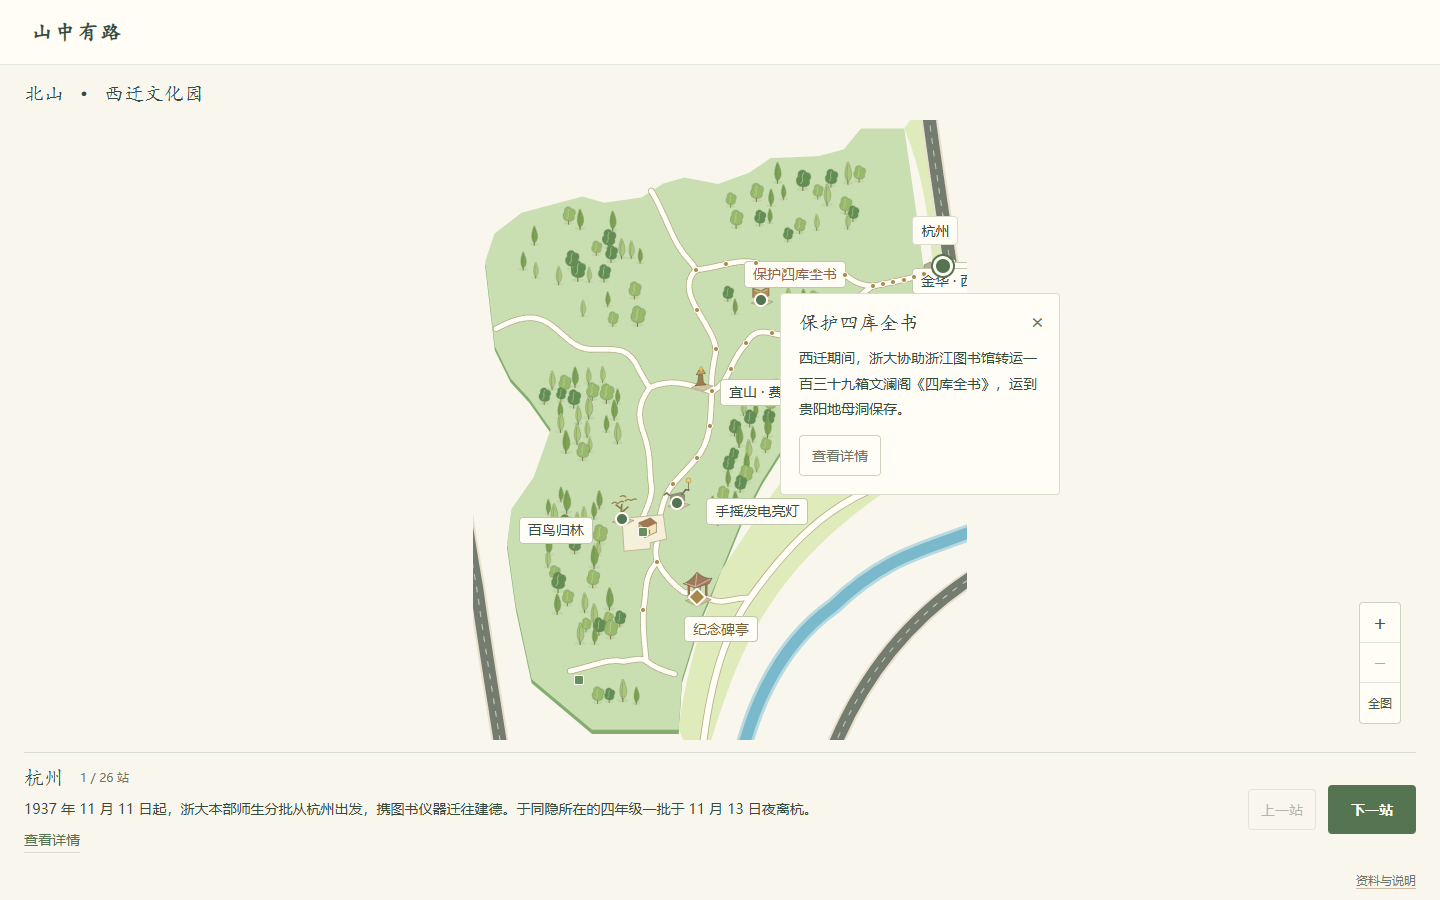 山中有路
北山 • 西迁文化园
杭州
保护四库全书
金华 · 西
保护四库全书 ×
西迁期间，浙大协助浙江图书馆转运一
百三十九箱文澜阁《四库全书》，运到
贵阳地母洞保存。
查看详情
宜山 · 费
手摇发电亮灯
百鸟归林
纪念碑亭
+
−
全图
杭州 1 / 26 站
1937 年 11 月 11 日起，浙大本部师生分批从杭州出发，携图书仪器迁往建德。于同隐所在的四年级一批于 11 月 13 日夜离杭。
查看详情
上一站
下一站
资料与说明